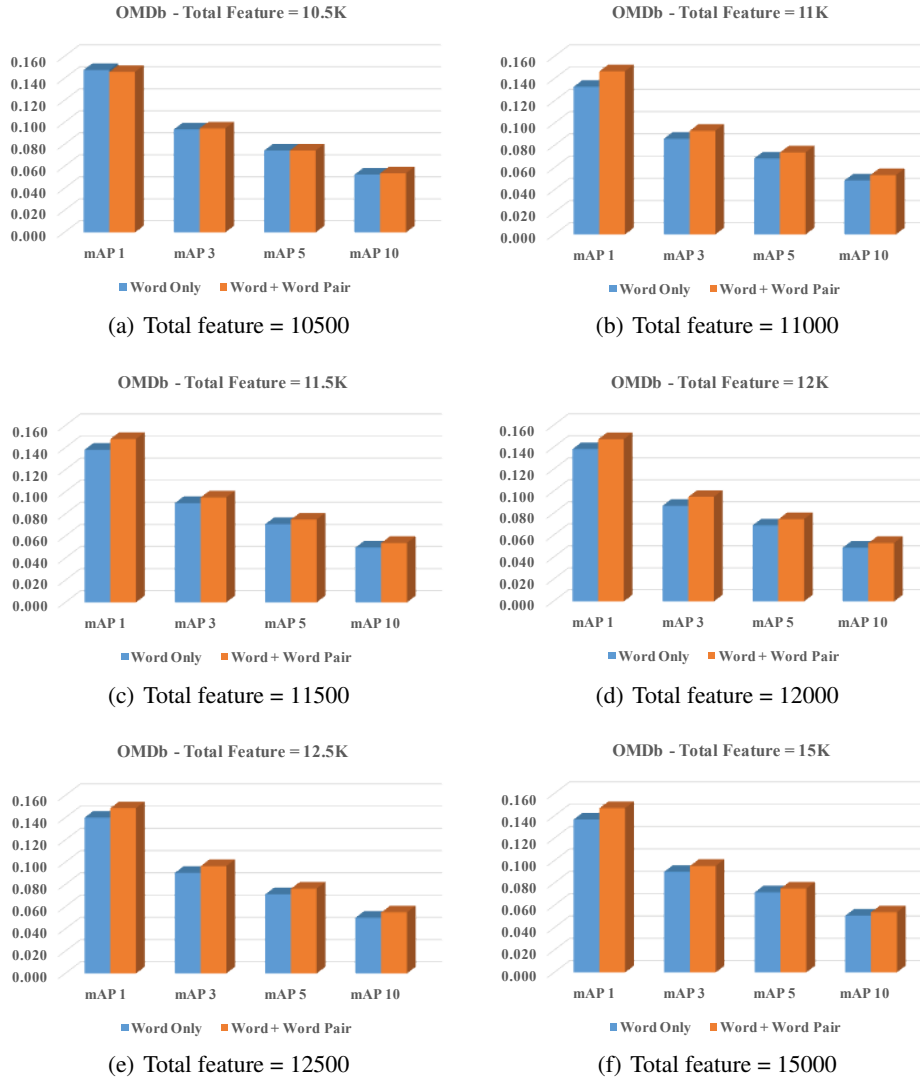 OMDb - Total Feature = 10.5K
0.160
0.140
0.120
0.100
0.080
0.060
0.040
0.020
0.000
mAP 1 mAP 3 mAP 5 mAP 10
Word Only Word + Word Pair
(a) Total feature = 10500
OMDb - Total Feature = 11K
0.160
0.140
0.120
0.100
0.080
0.060
0.040
0.020
0.000
mAP 1 mAP 3 mAP 5 mAP 10
Word Only Word + Word Pair
(b) Total feature = 11000
OMDb - Total Feature = 11.5K
0.160
0.140
0.120
0.100
0.080
0.060
0.040
0.020
0.000
mAP 1 mAP 3 mAP 5 mAP 10
Word Only Word + Word Pair
(c) Total feature = 11500
OMDb - Total Feature = 12K
0.160
0.140
0.120
0.100
0.080
0.060
0.040
0.020
0.000
mAP 1 mAP 3 mAP 5 mAP 10
Word Only Word + Word Pair
(d) Total feature = 12000
OMDb - Total Feature = 12.5K
0.160
0.140
0.120
0.100
0.080
0.060
0.040
0.020
0.000
mAP 1 mAP 3 mAP 5 mAP 10
Word Only Word + Word Pair
(e) Total feature = 12500
OMDb - Total Feature = 15K
0.160
0.140
0.120
0.100
0.080
0.060
0.040
0.020
0.000
mAP 1 mAP 3 mAP 5 mAP 10
Word Only Word + Word Pair
(f) Total feature = 15000